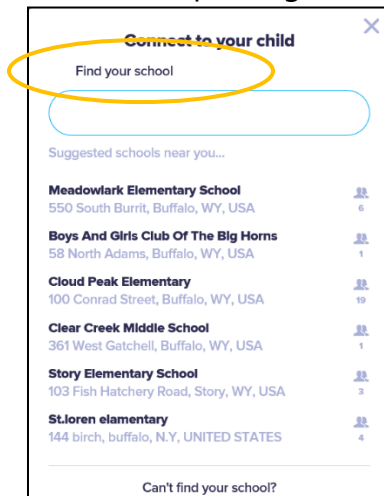 Connect to your child
Find your school
Suggested schools near you...
Meadowlark Elementary School
550 South Burrit, Buffalo, WY, USA
6
Boys And Girls Club Of The Big Horns
58 North Adams, Buffalo, WY, USA
1
Cloud Peak Elementary
100 Conrad Street, Buffalo, WY, USA
19
Clear Creek Middle School
361 West Gatchell, Buffalo, WY, USA
1
Story Elementary School
103 Fish Hatchery Road, Story, WY, USA
3
St.loren elamentary
144 birch, buffalo, N.Y, UNITED STATES
4
Can't find your school?